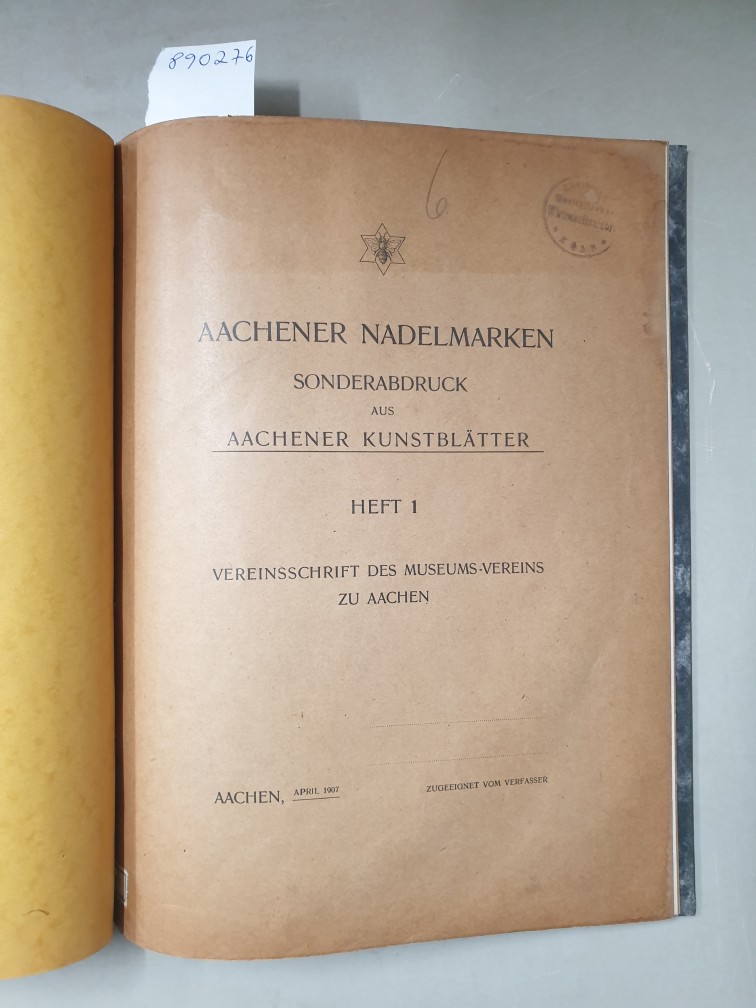 890276
6
AACHENER NADELMARKEN
SONDERABDRUCK
AUS
AACHENER KUNSTBLÄTTER
HEFT 1
VEREINSSCHRIFT DES MUSEUMS-VEREINS
ZU AACHEN
AACHEN, APRIL 1907
ZUGEEIGNET VOM VERFASSER